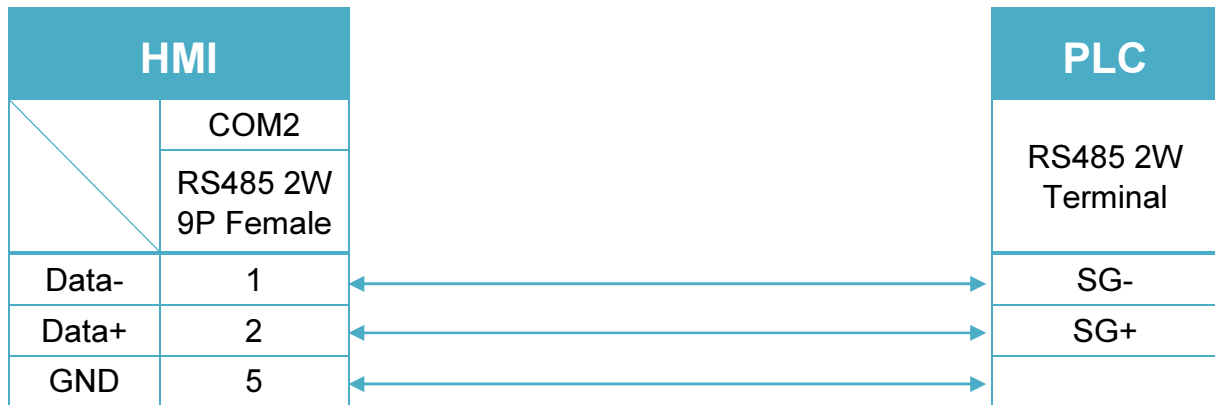 HMI
PLC
COM2
RS485 2W
9P Female
RS485 2W
Terminal
Data- 1 SG-
Data+ 2 SG+
GND 5